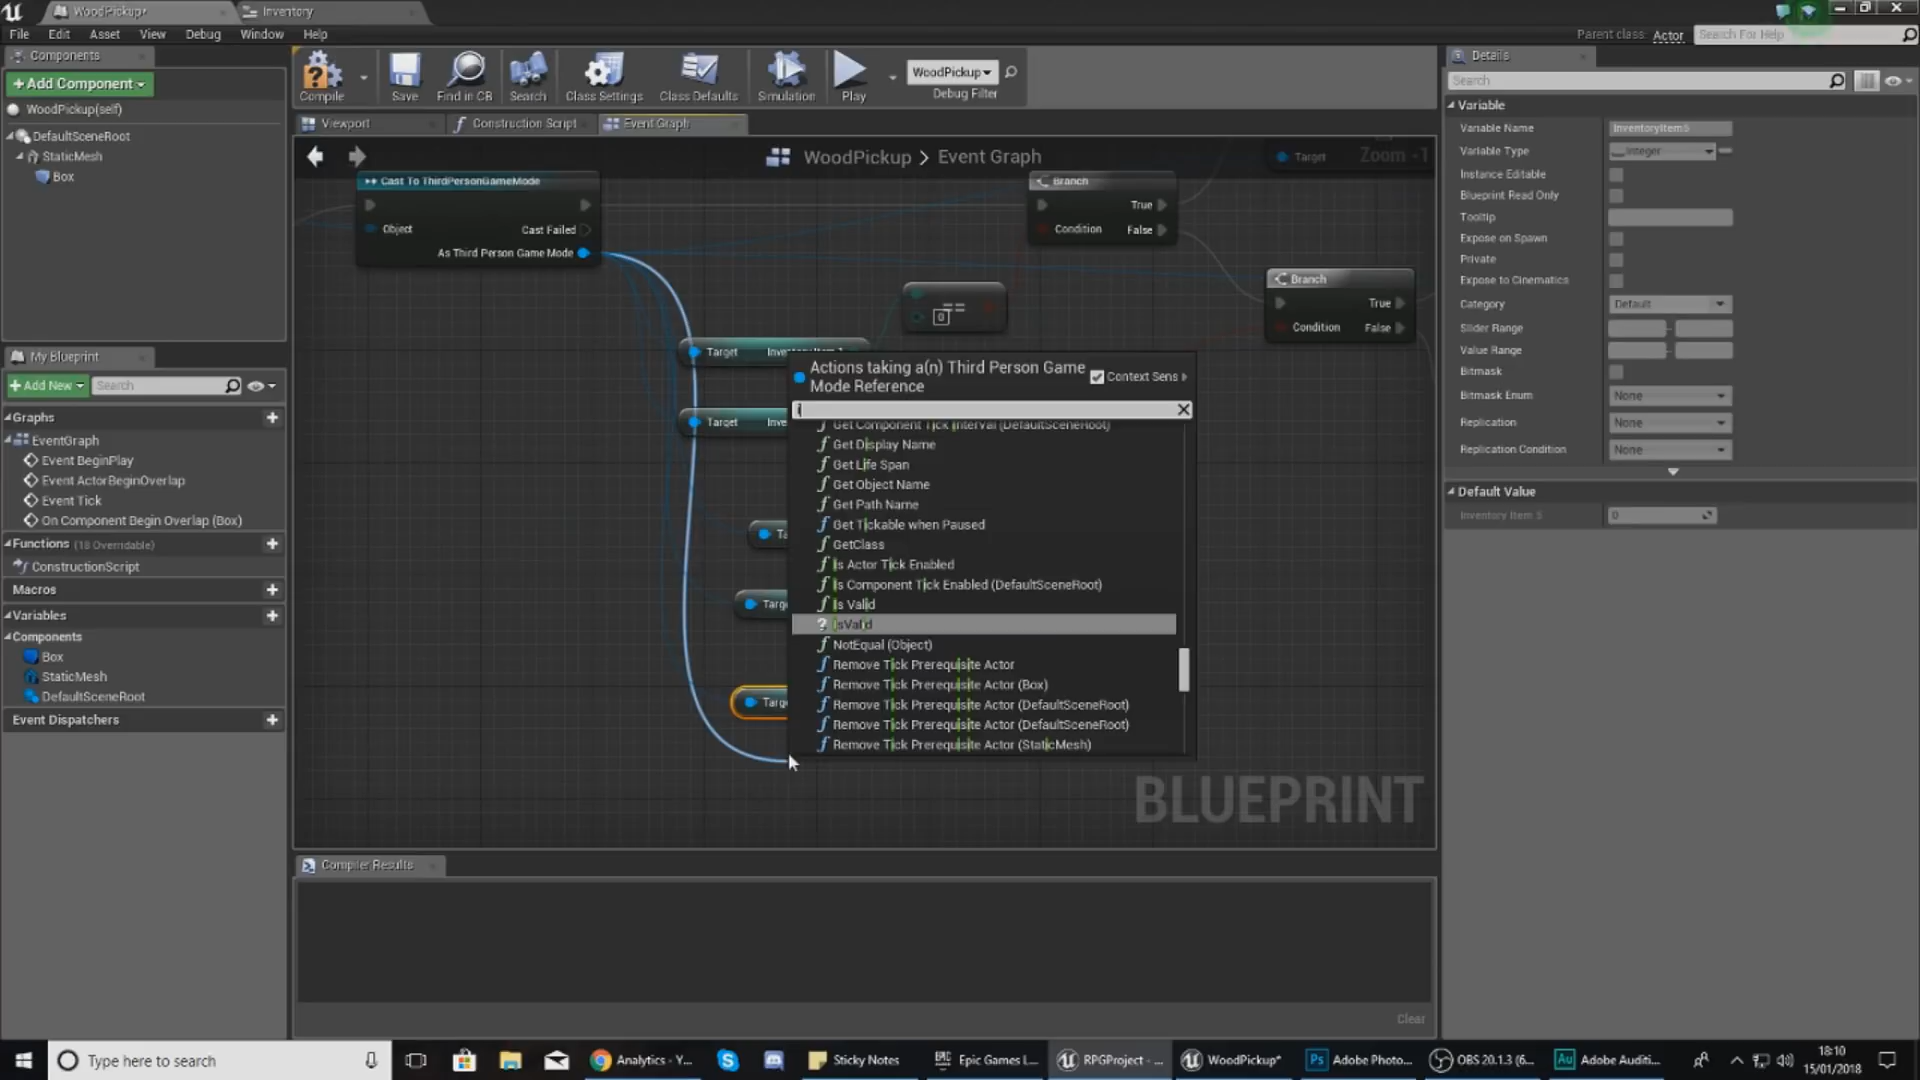 WoodPickup*
Inventory
File Edit Asset View Debug Window Help
Parent class: Actor
Search For Help
Components
+Add Component
WoodPickup(self)
DefaultSceneRoot
StaticMesh
Box
Compile
Save
Find in CB
Search
Class Settings
Class Defaults
Simulation
Play
WoodPickup
Debug Filter
Viewport
Construction Script
Event Graph
WoodPickup > Event Graph
Zoom -1
Cast To ThirdPersonGameMode
Object
Cast Failed
As Third Person Game Mode
Branch
True
Condition
False
Target
Branch
True
Condition
False
==
0
Target
Target
Actions taking a(n) Third Person Game
Mode Reference
Context Sens
i
Get Component Tick Interval (DefaultSceneRoot)
Get Display Name
Get Life Span
Get Object Name
Get Path Name
Get Tickable when Paused
GetClass
Is Actor Tick Enabled
Is Component Tick Enabled (DefaultSceneRoot)
Is Valid
? IsValid
NotEqual (Object)
Remove Tick Prerequisite Actor
Remove Tick Prerequisite Actor (Box)
Remove Tick Prerequisite Actor (DefaultSceneRoot)
Remove Tick Prerequisite Actor (DefaultSceneRoot)
Remove Tick Prerequisite Actor (StaticMesh)
BLUEPRINT
My Blueprint
+Add New
Search
Graphs
EventGraph
Event BeginPlay
Event ActorBeginOverlap
Event Tick
On Component Begin Overlap (Box)
Functions (18 Overridable)
ConstructionScript
Macros
Variables
Components
Box
StaticMesh
DefaultSceneRoot
Event Dispatchers
Compiler Results
Clear
Details
Search
Variable
Variable Name InventoryItem5
Variable Type Integer
Instance Editable
Blueprint Read Only
Tooltip
Expose on Spawn
Private
Expose to Cinematics
Category Default
Slider Range
Value Range
Bitmask
Bitmask Enum None
Replication None
Replication Condition None
Default Value
Inventory Item 5 0
Type here to search
Analytics - Y...
Sticky Notes
Epic Games L...
RPGProject - ...
WoodPickup*
Adobe Photo...
OBS 20.1.3 (6...
Adobe Auditi...
18:10
15/01/2018